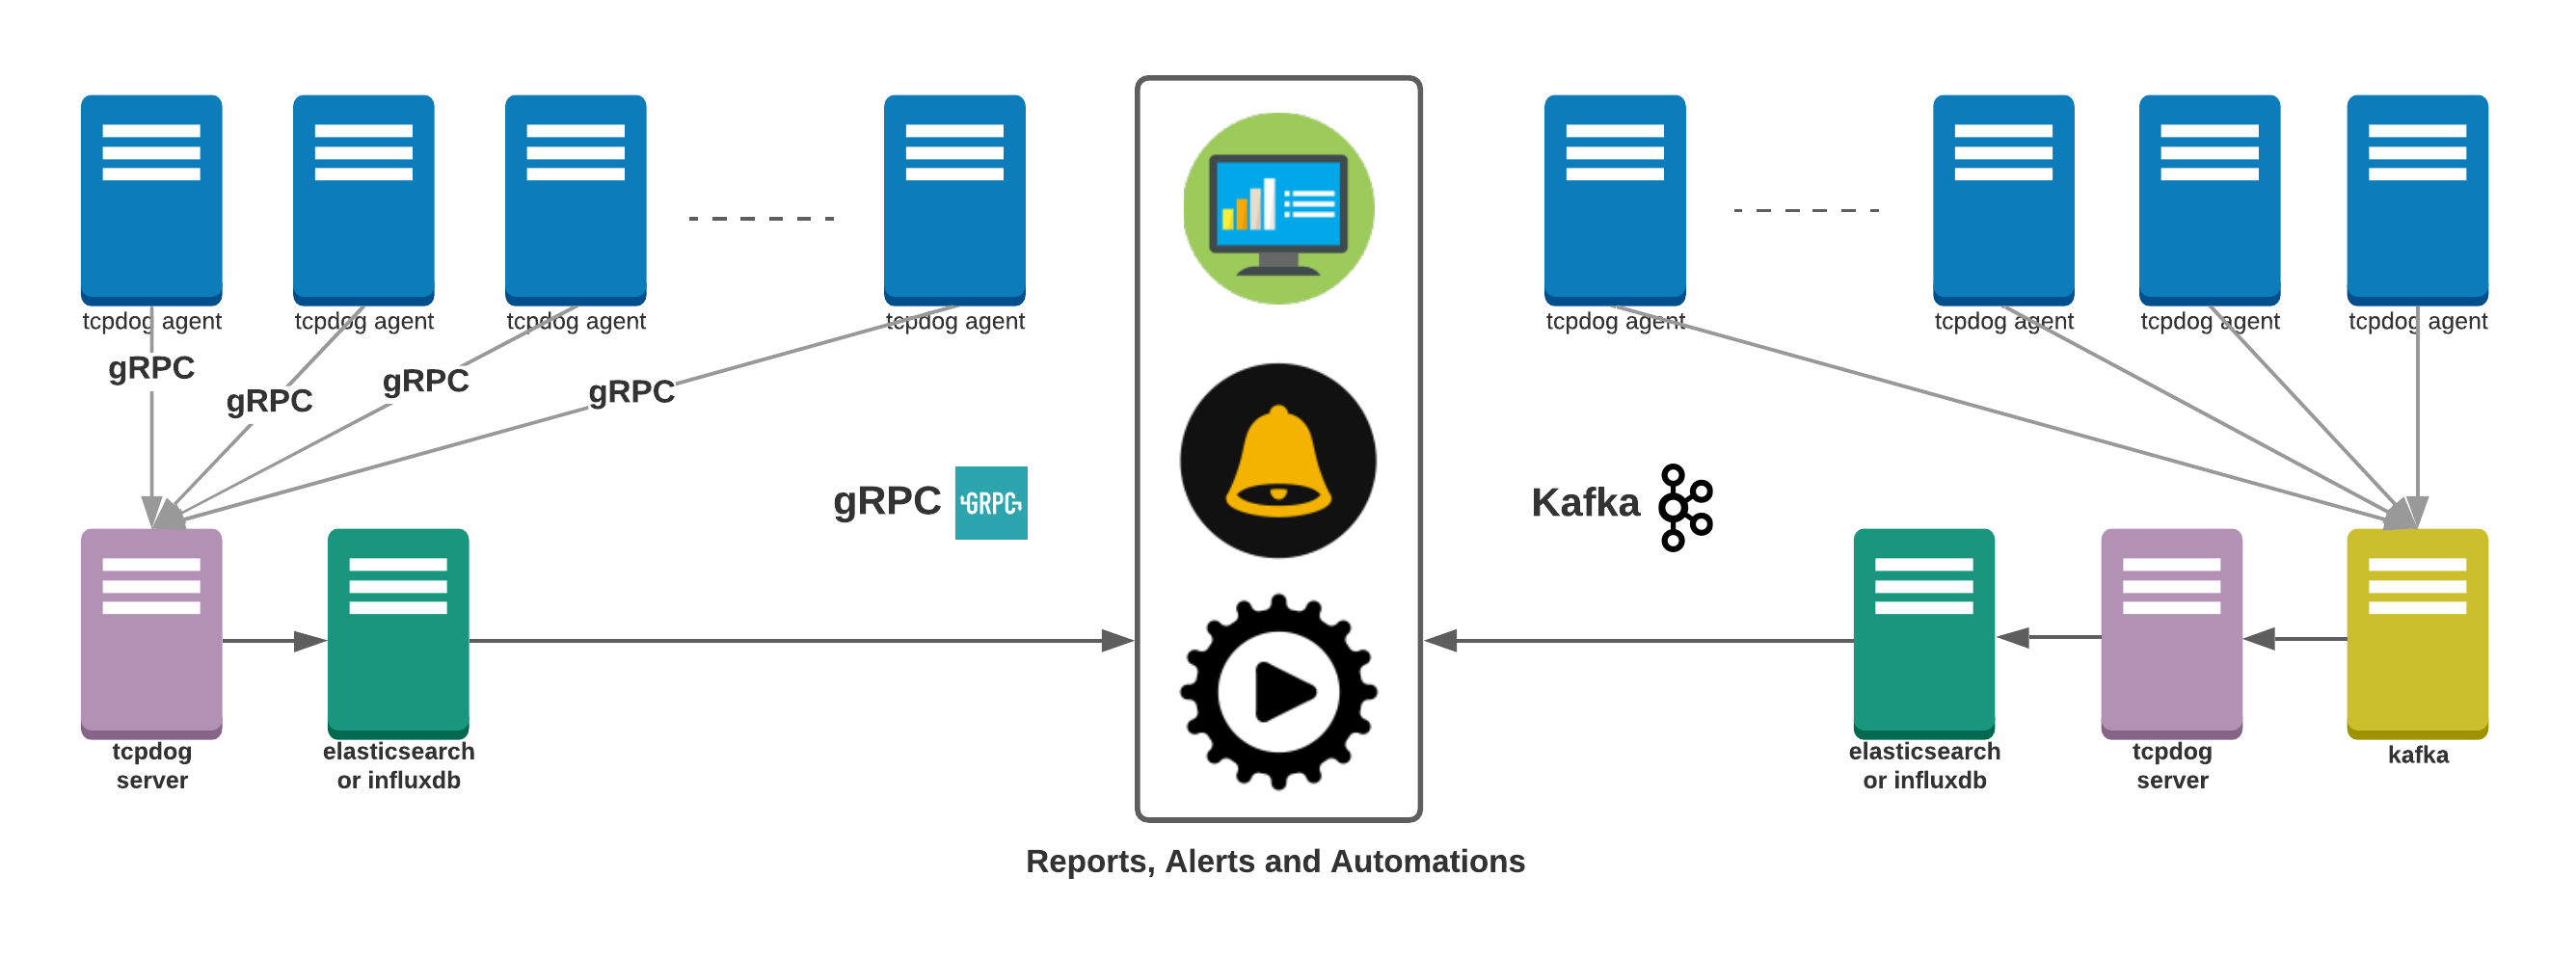 tcpdog agent
tcpdog agent
tcpdog agent
tcpdog agent
tcpdog agent
tcpdog agent
tcpdog agent
tcpdog agent
gRPC
gRPC
gRPC
gRPC
gRPC
GRPC
Kafka
tcpdog
server
elasticsearch
or influxdb
elasticsearch
or influxdb
tcpdog
server
kafka
Reports, Alerts and Automations